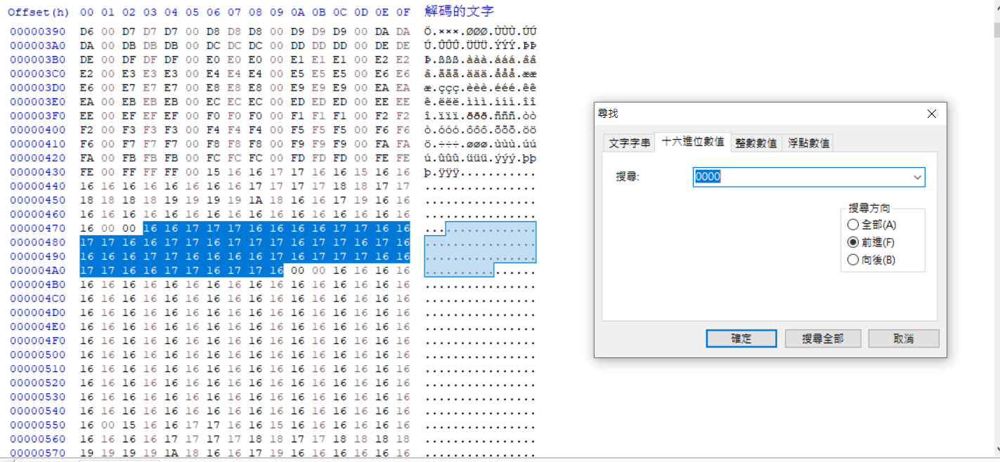 Offset(h) 00 01 02 03 04 05 06 07 08 09 0A 0B 0C 0D 0E 0F 解碼的文字
00000390 D6 00 D7 D7 D7 00 D8 D8 D8 00 D9 D9 D9 00 DA DA Ö.×××.ØØØ.ÙÙÙ.ÚÚ
000003A0 DA 00 DB DB DB 00 DC DC DC 00 DD DD DD 00 DE DE Ú.ÛÛÛ.ÜÜÜ.ÝÝÝ.ÞÞ
000003B0 DE 00 DF DF DF 00 E0 E0 E0 00 E1 E1 E1 00 E2 E2 Þ.ßßß.ààà.ááá.ââ
000003C0 E2 00 E3 E3 E3 00 E4 E4 E4 00 E5 E5 E5 00 E6 E6 â.ããã.äää.ååå.ææ
000003D0 E6 00 E7 E7 E7 00 E8 E8 E8 00 E9 E9 E9 00 EA EA æ.ççç.èèè.ééé.êê
000003E0 EA 00 EB EB EB 00 EC EC EC 00 ED ED ED 00 EE EE ê.ëëë.ììì.ííí.îî
000003F0 EE 00 EF EF EF 00 F0 F0 F0 00 F1 F1 F1 00 F2 F2 î.ïïï.ððð.ñññ.òò
00000400 F2 00 F3 F3 F3 00 F4 F4 F4 00 F5 F5 F5 00 F6 F6 ò.óóó.ôôô.õõõ.öö
00000410 F6 00 F7 F7 F7 00 F8 F8 F8 00 F9 F9 F9 00 FA FA ö.÷÷÷.øøø.ùùù.úú
00000420 FA 00 FB FB FB 00 FC FC FC 00 FD FD FD 00 FE FE ú.ûûû.üüü.ýýý.þþ
00000430 FE 00 FF FF FF 00 15 16 16 17 17 16 16 15 16 16 þ.ÿÿÿ...........
00000440 16 16 16 16 16 16 16 16 17 17 17 17 18 18 17 17 ................
00000450 18 18 18 18 19 19 19 19 1A 18 16 16 17 19 16 16 ................
00000460 16 16 16 16 16 16 16 16 16 16 16 16 16 16 16 16 ................
00000470 16 00 00 16 16 17 17 17 16 16 16 16 17 17 16 16 ................
00000480 17 17 16 16 17 17 16 17 17 16 17 17 16 17 16 16 ................
00000490 16 16 16 17 17 16 16 16 16 17 16 17 17 17 16 16 ................
000004A0 17 17 16 16 17 17 16 17 17 16 00 00 16 16 16 16 ................
000004B0 16 16 16 16 16 16 16 16 16 16 16 16 16 16 16 16 ................
000004C0 16 16 16 16 16 16 16 16 16 16 16 16 16 16 16 16 ................
000004D0 16 16 16 16 16 16 16 16 16 16 16 16 16 16 16 16 ................
000004E0 16 16 16 16 16 16 16 16 16 16 16 16 16 16 16 16 ................
000004F0 16 16 16 16 16 16 16 16 16 16 16 16 16 16 16 16 ................
00000500 16 16 16 16 16 16 16 16 16 16 16 16 16 16 16 16 ................
00000510 16 16 16 16 16 16 16 16 16 16 16 16 16 16 16 16 ................
00000520 16 16 16 16 16 16 16 16 16 16 16 16 16 16 16 16 ................
00000530 16 16 16 16 16 16 16 16 16 16 16 16 16 16 16 16 ................
00000540 16 16 16 16 16 16 16 16 16 16 16 16 16 16 16 16 ................
00000550 16 00 15 16 16 17 17 16 16 15 16 16 16 16 16 16 ................
00000560 16 16 16 16 17 17 17 17 18 18 17 17 18 18 18 18 ................
00000570 19 19 19 19 1A 18 16 16 17 19 16 16 16 16 16 16 ................
尋找
文字字串 十六進位數值 整數數值 浮點數值
搜尋: 0000
搜尋方向
全部(A)
前進(F)
向後(B)
確定 搜尋全部 取消